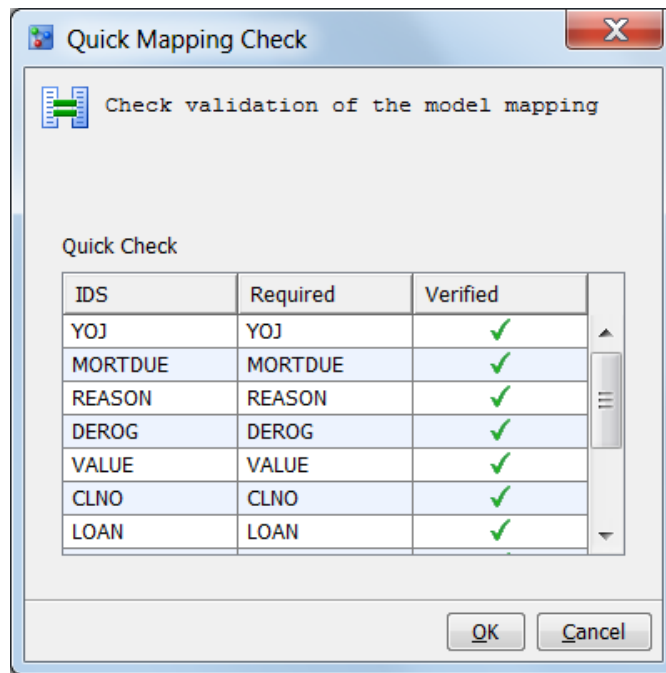 Quick Mapping Check
Check validation of the model mapping
Quick Check
IDS Required Verified
YOJ YOJ
MORTDUE MORTDUE
REASON REASON
DEROG DEROG
VALUE VALUE
CLNO CLNO
LOAN LOAN
OK Cancel